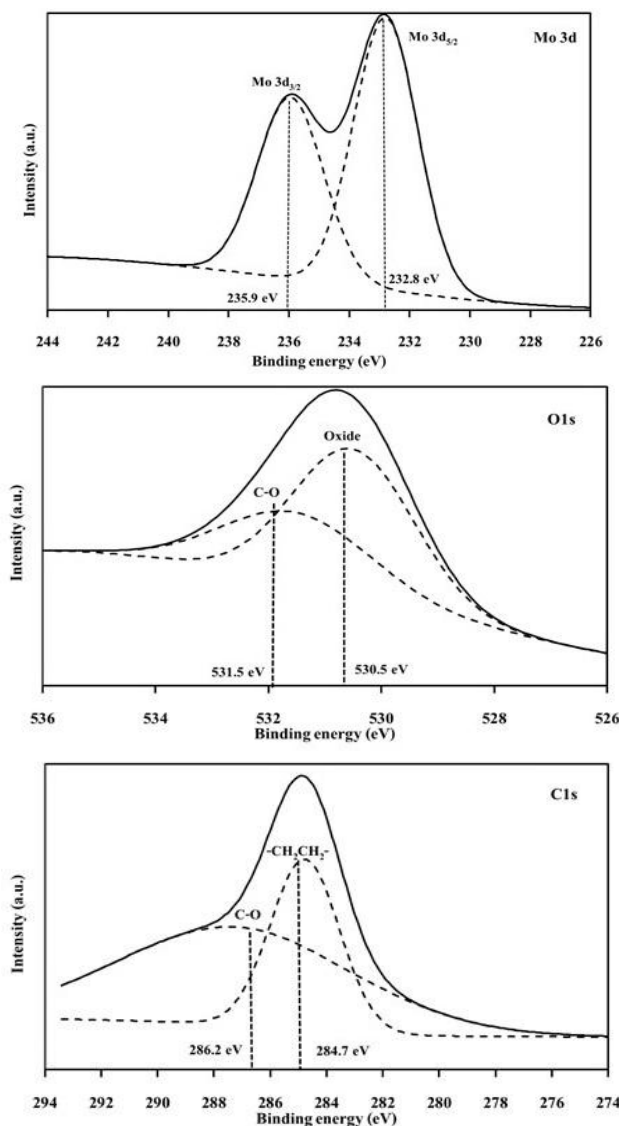 Mo 3d
Mo 3d5/2
Mo 3d3/2
Intensity (a.u.)
235.9 eV
232.8 eV
244 242 240 238 236 234 232 230 228 226
Binding energy (eV)
O1s
Oxide
C-O
Intensity (a.u.)
531.5 eV
530.5 eV
536 534 532 530 528 526
Binding energy (eV)
C1s
-CH2CH2-
C-O
Intensity (a.u.)
286.2 eV
284.7 eV
294 292 290 288 286 284 282 280 278 276 274
Binding energy (eV)